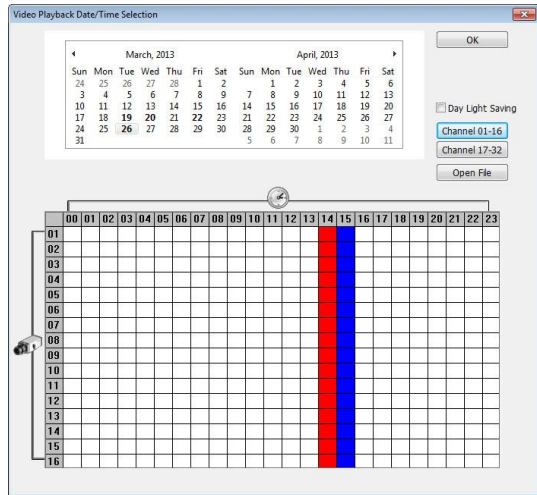 Video Playback Date/Time Selection
OK
March, 2013 April, 2013
Sun Mon Tue Wed Thu Fri Sat Sun Mon Tue Wed Thu Fri Sat
24 25 26 27 28 1 2 1 2 3 4 5 6
3 4 5 6 7 8 9 7 8 9 10 11 12 13
10 11 12 13 14 15 16 14 15 16 17 18 19 20
17 18 19 20 21 22 23 21 22 23 24 25 26 27
24 25 26 27 28 29 30 28 29 30 1 2 3 4
31 5 6 7 8 9 10 11
Day Light Saving
Channel 01-16
Channel 17-32
Open File
00 01 02 03 04 05 06 07 08 09 10 11 12 13 14 15 16 17 18 19 20 21 22 23
01
02
03
04
05
06
07
08
09
10
11
12
13
14
15
16